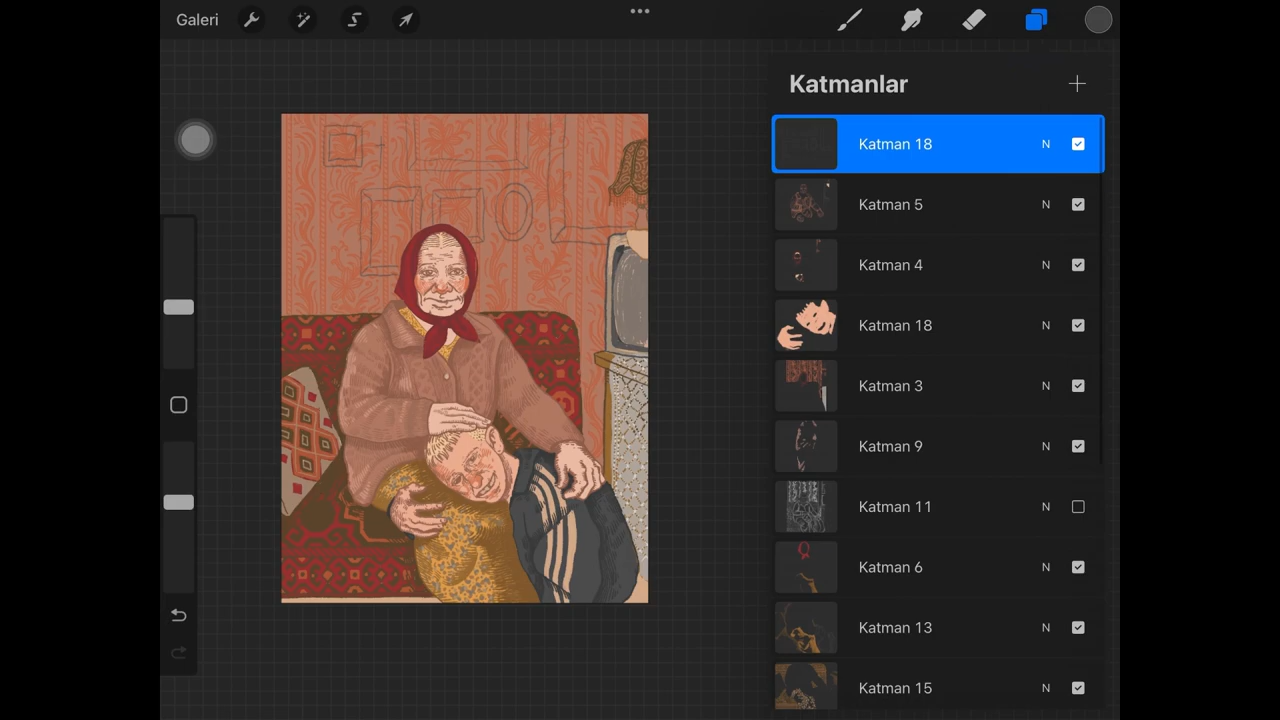 Galeri
Katmanlar
Katman 18 N
Katman 5 N
Katman 4 N
Katman 18 N
Katman 3 N
Katman 9 N
Katman 11 N
Katman 6 N
Katman 13 N
Katman 15 N